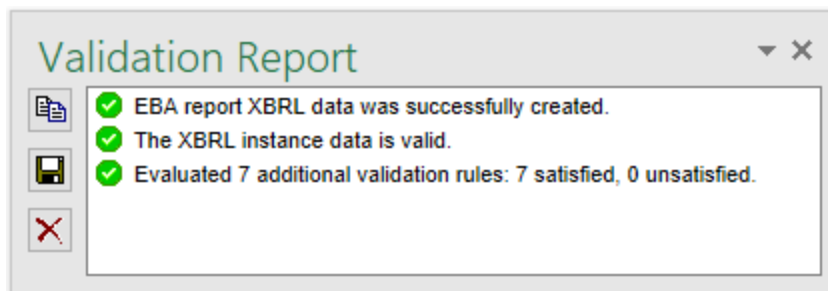 Validation Report
EBA report XBRL data was successfully created.
The XBRL instance data is valid.
Evaluated 7 additional validation rules: 7 satisfied, 0 unsatisfied.